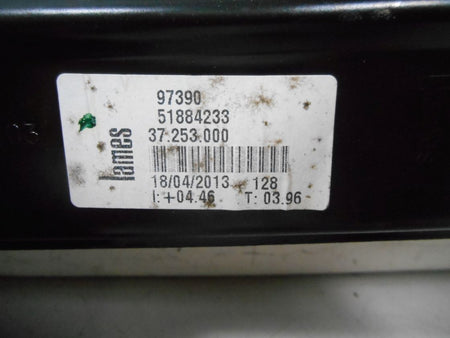 97390
51884233
37.253.000
lames
18/04/2013 128
I: +04.46 T: 03.96